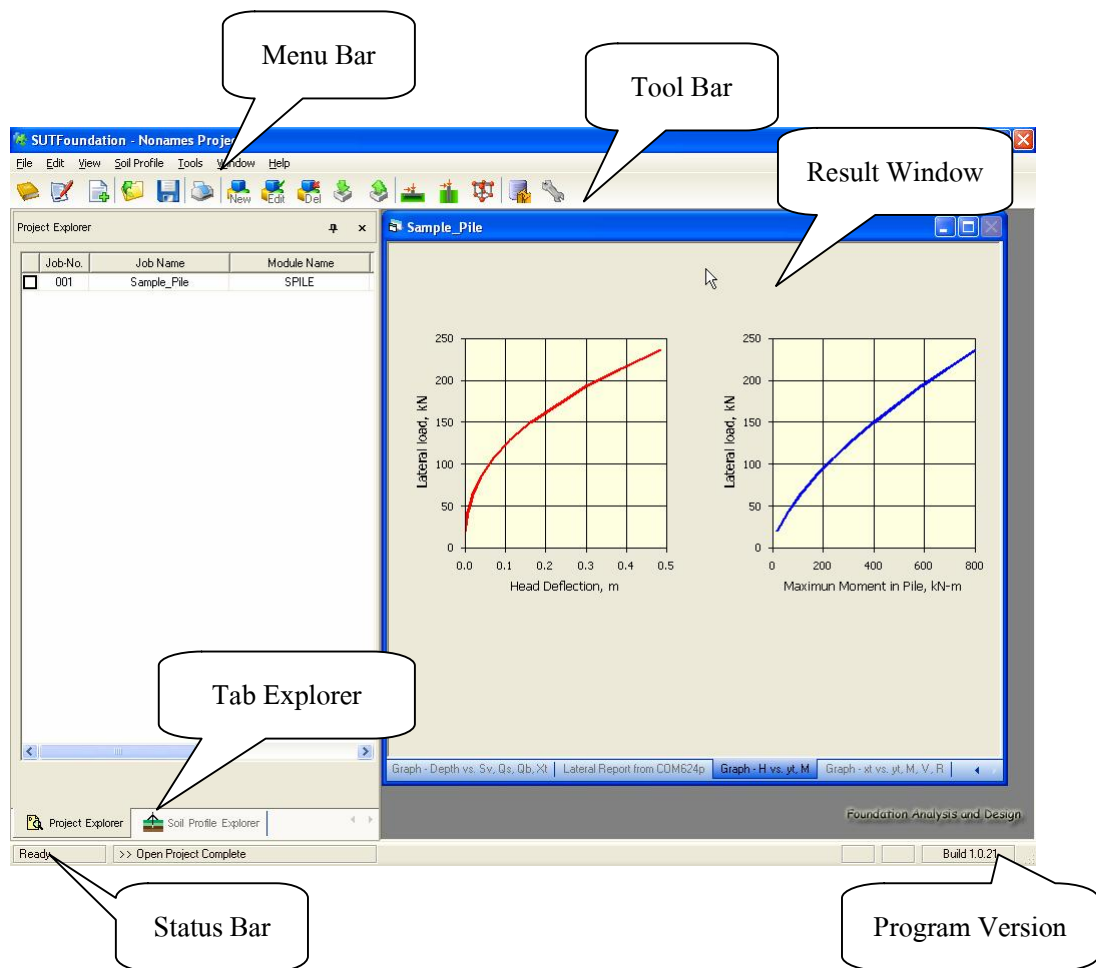 Menu Bar
Tool Bar
SUTFoundation - Nonames Proj
File Edit View Soil Profile Tools Window Help
Result Window
New Edit Del
Project Explorer
Sample_Pile
Job-No. Job Name Module Name
001 Sample_Pile SPILE
250
200
150
100
50
0
Lateral load, kN
0.0 0.1 0.2 0.3 0.4 0.5
Head Deflection, m
250
200
150
100
50
0
Lateral load, kN
0 200 400 600 800
Maximun Moment in Pile, kN-m
Tab Explorer
Graph - Depth vs. Sv, Qs, Qb, Xt Lateral Report from COM624p Graph - H vs. yt, M Graph - xt vs. yt, M, V, R
Project Explorer Soil Profile Explorer
Foundation Analysis and Design
Ready >> Open Project Complete Build 1.0.21
Status Bar
Program Version